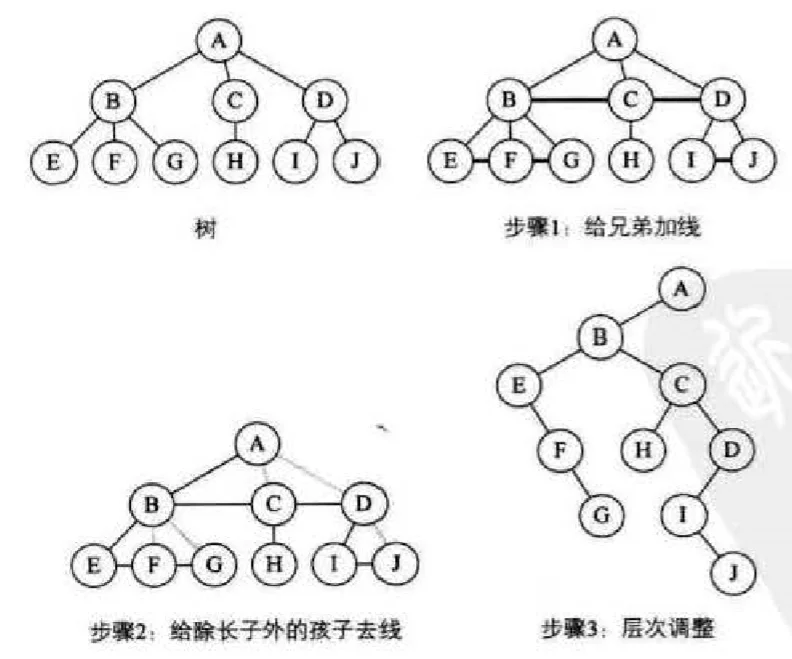 A
B C D
E F G H I J
树
A
B C D
E F G H I J
步骤1：给兄弟加线
A
B C D
E F G H I J
步骤2：给除长子外的孩子去线
A
B
E C
F H D
G I
J
步骤3：层次调整